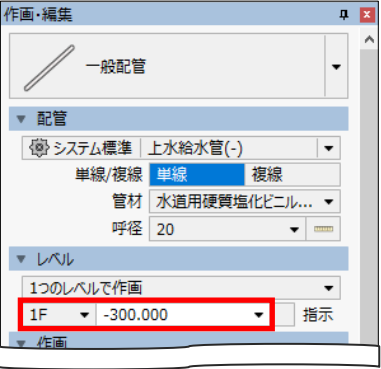 作画・編集
一般配管
配管
システム標準 上水給水管(-)
単線/複線 単線 複線
管材 水道用硬質塩化ビニル...
呼径 20
レベル
1つのレベルで作画
1F -300.000 指示
作画